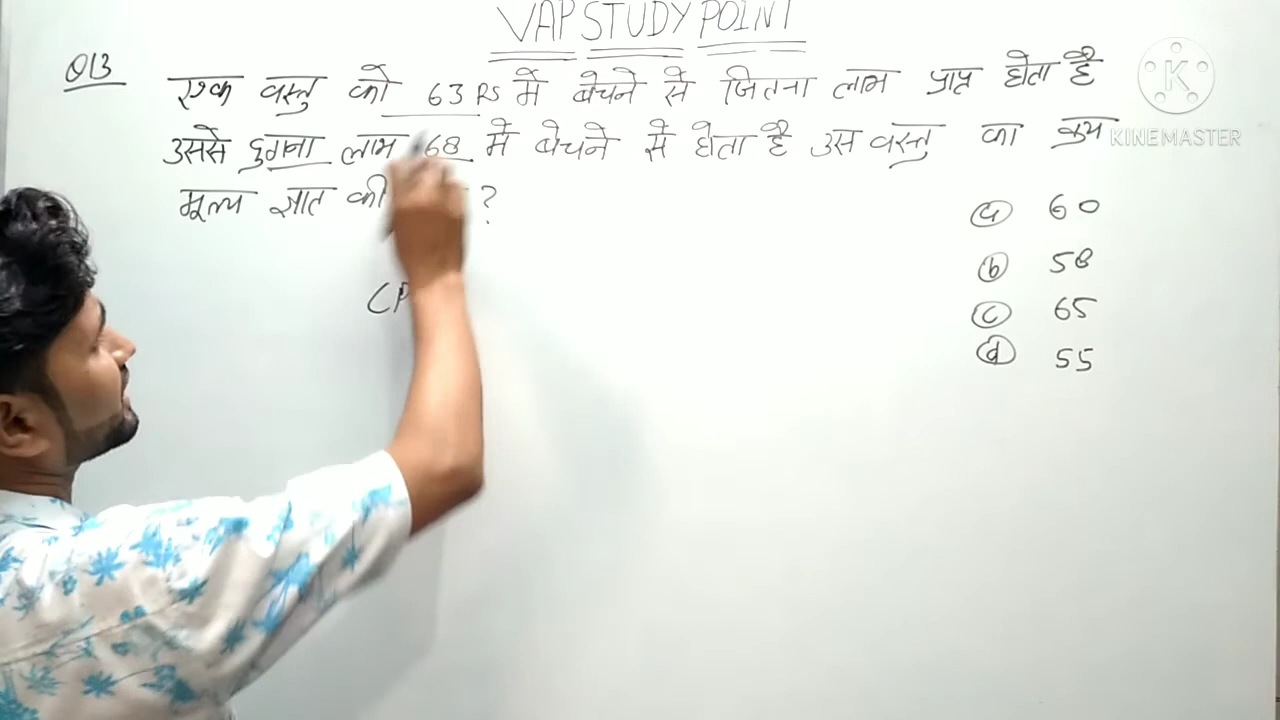 VAP STUDY POINT
Q13 एक वस्तु को 63 RS में बेचने से जितना लाभ प्राप्त होता है
उससे दुगना लाभ 68 में बेचने से होता है उस वस्तु का क्रय
मूल्य ज्ञात ?
CP
(a) 60
(b) 58
(c) 65
(d) 55
K
KINEMASTER